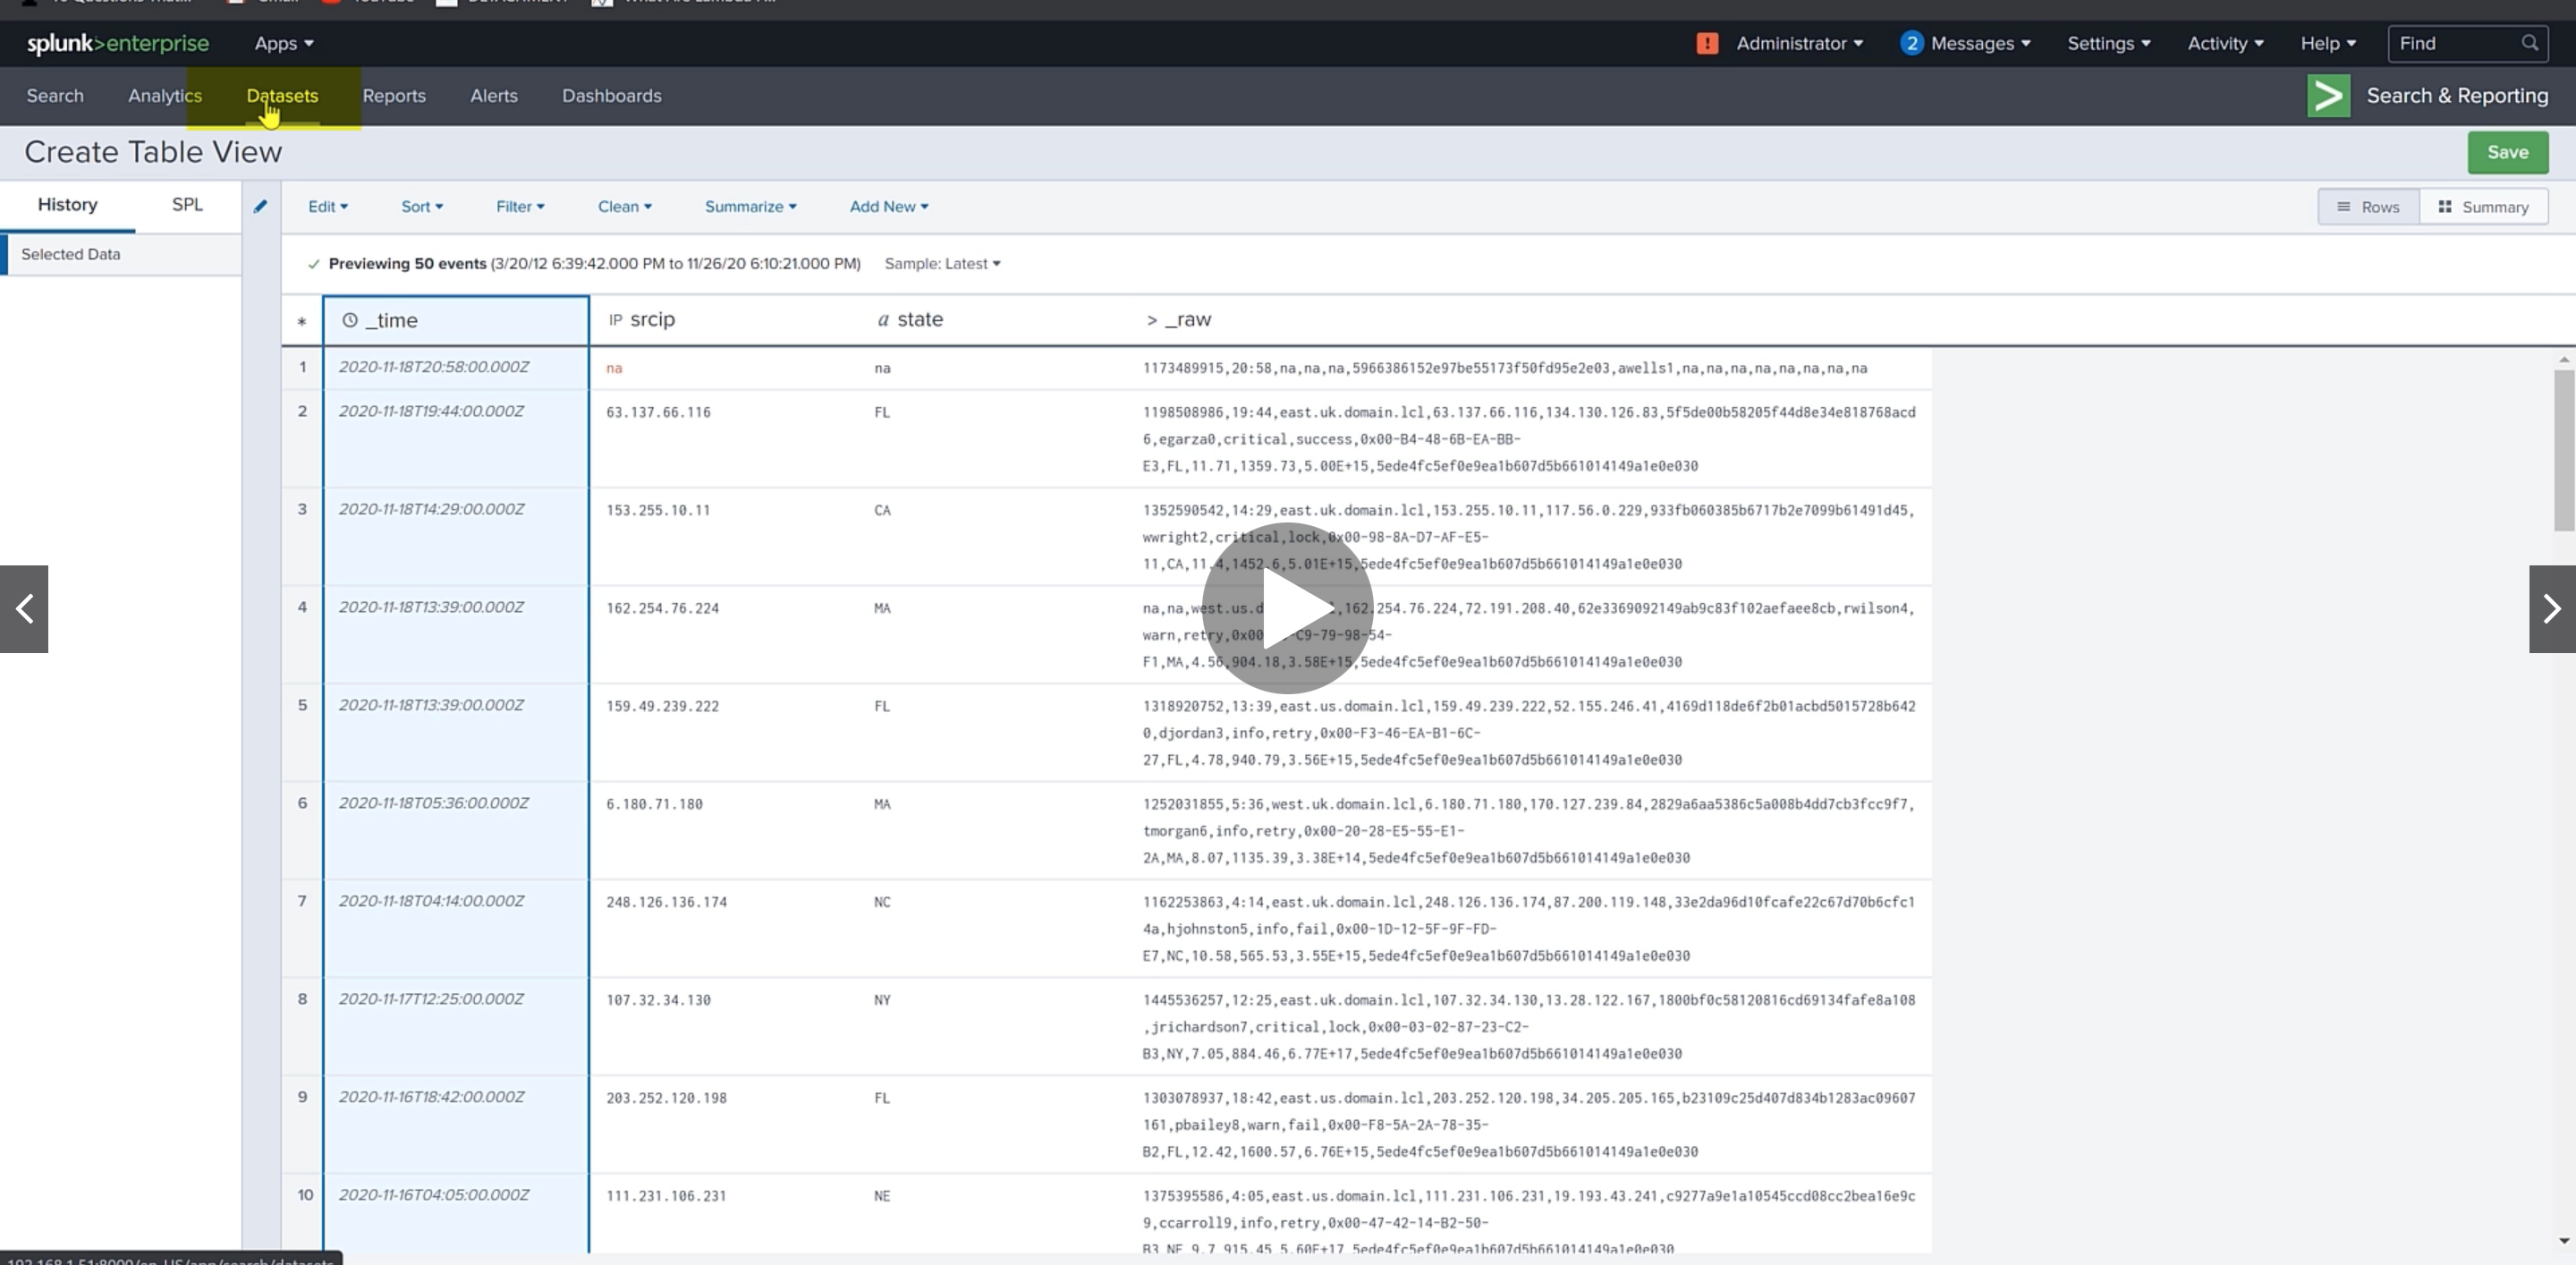 splunk>enterprise Apps Administrator 2 Messages Settings Activity Help Find
Search Analytics Datasets Reports Alerts Dashboards Search & Reporting
Create Table View Save
History SPL Edit Sort Filter Clean Summarize Add New Rows Summary
Selected Data
Previewing 50 events (3/20/12 6:39:42.000 PM to 11/26/20 6:10:21.000 PM) Sample: Latest
* _time IP srcip a state > _raw
1 2020-11-18T20:58:00.000Z na na 1173489915,20:58,na,na,na,5966386152e97be55173f50fd95e2e03,awells1,na,na,na,na,na,na,na,na
2 2020-11-18T19:44:00.000Z 63.137.66.116 FL 1198508986,19:44,east.uk.domain.lcl,63.137.66.116,134.130.126.83,5f5de00b58205f44d8e34e818768acd
6,egarza0,critical,success,0x00-B4-48-6B-EA-BB-
E3,FL,11.71,1359.73,5.00E+15,5ede4fc5ef0e9ea1b607d5b661014149a1e0e030
3 2020-11-18T14:29:00.000Z 153.255.10.11 CA 1352590542,14:29,east.uk.domain.lcl,153.255.10.11,117.56.0.229,933fb060385b6717b2e7099b61491d45,
wwright2,critical,lock,0x00-98-8A-D7-AF-E5-
11,CA,11.4,1452.6,5.01E+15,5ede4fc5ef0e9ea1b607d5b661014149a1e0e030
4 2020-11-18T13:39:00.000Z 162.254.76.224 MA na,na,west.us.d ,162.254.76.224,72.191.208.40,62e3369092149ab9c83f102aefaee8cb,rwilson4,
warn,retry,0x00 -C9-79-98-54-
F1,MA,4.56,904.18,3.58E+15,5ede4fc5ef0e9ea1b607d5b661014149a1e0e030
5 2020-11-18T13:39:00.000Z 159.49.239.222 FL 1318920752,13:39,east.us.domain.lcl,159.49.239.222,52.155.246.41,4169d118de6f2b01acbd5015728b642
0,djordan3,info,retry,0x00-F3-46-EA-B1-6C-
27,FL,4.78,940.79,3.56E+15,5ede4fc5ef0e9ea1b607d5b661014149a1e0e030
6 2020-11-18T05:36:00.000Z 6.180.71.180 MA 1252031855,5:36,west.uk.domain.lcl,6.180.71.180,170.127.239.84,2829a6aa5386c5a008b4dd7cb3fcc9f7,
tmorgan6,info,retry,0x00-20-28-E5-55-E1-
2A,MA,8.07,1135.39,3.38E+14,5ede4fc5ef0e9ea1b607d5b661014149a1e0e030
7 2020-11-18T04:14:00.000Z 248.126.136.174 NC 1162253863,4:14,east.uk.domain.lcl,248.126.136.174,87.200.119.148,33e2da96d10fcafe22c67d70b6cfc1
4a,hjohnston5,info,fail,0x00-1D-12-5F-9F-FD-
E7,NC,10.58,565.53,3.55E+15,5ede4fc5ef0e9ea1b607d5b661014149a1e0e030
8 2020-11-17T12:25:00.000Z 107.32.34.130 NY 1445536257,12:25,east.uk.domain.lcl,107.32.34.130,13.28.122.167,1800bf0c58120816cd69134fafe8a108
,jrichardson7,critical,lock,0x00-03-02-87-23-C2-
B3,NY,7.05,884.46,6.77E+17,5ede4fc5ef0e9ea1b607d5b661014149a1e0e030
9 2020-11-16T18:42:00.000Z 203.252.120.198 FL 1303078937,18:42,east.us.domain.lcl,203.252.120.198,34.205.205.165,b23109c25d407d834b1283ac09607
161,pbailey8,warn,fail,0x00-F8-5A-2A-78-35-
B2,FL,12.42,1600.57,6.76E+15,5ede4fc5ef0e9ea1b607d5b661014149a1e0e030
10 2020-11-16T04:05:00.000Z 111.231.106.231 NE 1375395586,4:05,east.us.domain.lcl,111.231.106.231,19.193.43.241,c9277a9e1a10545ccd08cc2bea16e9c
9,ccarroll9,info,retry,0x00-47-42-14-B2-50-
B3,NE,9.7,915.45,5.60E+17,5ede4fc5ef0e9ea1b607d5b661014149a1e0e030